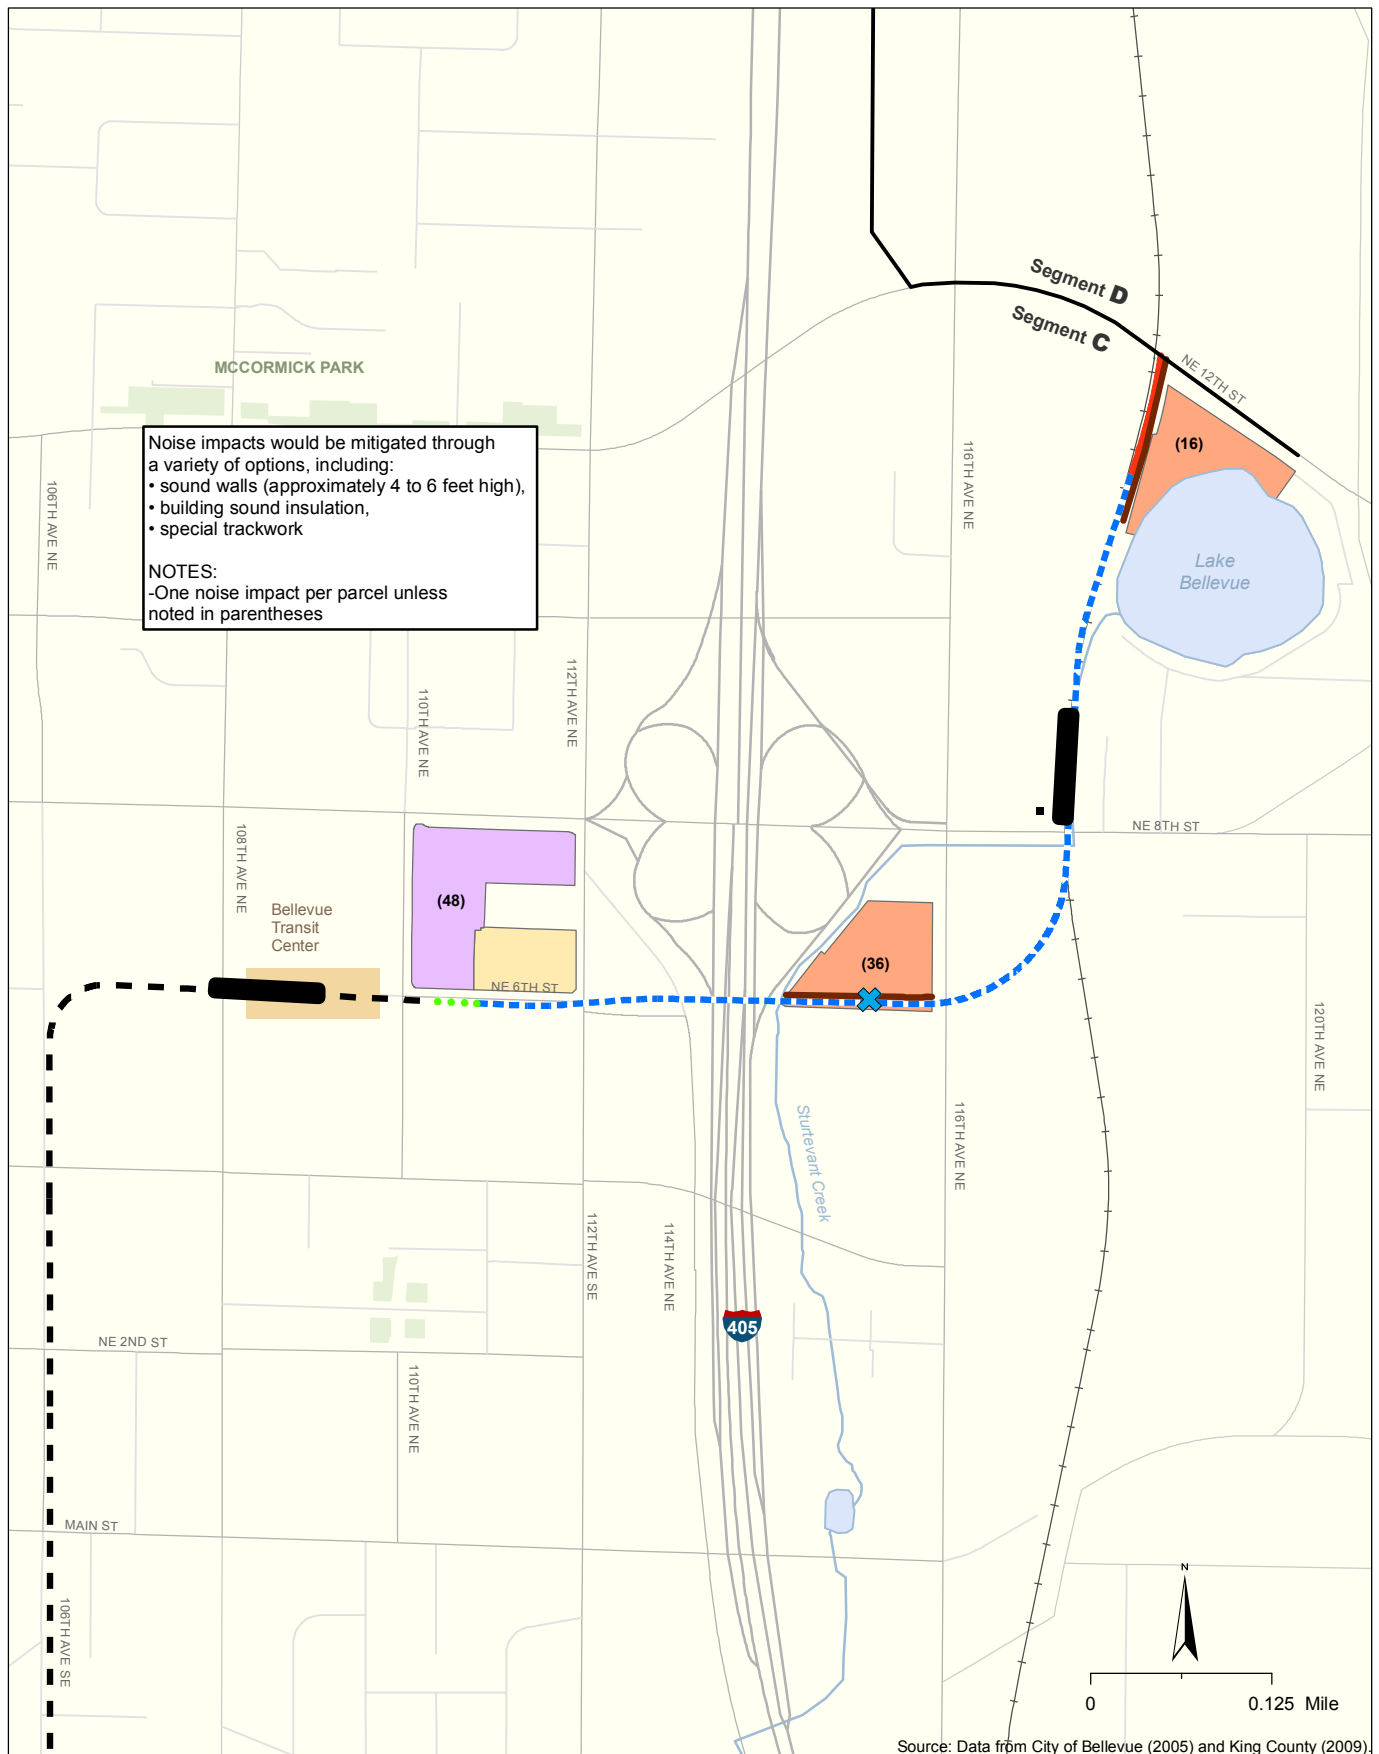 Segment D
Segment C
NE 12TH ST
MCCORMICK PARK
(16)
Noise impacts would be mitigated through
a variety of options, including:
• sound walls (approximately 4 to 6 feet high),
• building sound insulation,
• special trackwork
NOTES:
-One noise impact per parcel unless
noted in parentheses
106TH AVE NE
116TH AVE NE
Lake
Bellevue
110TH AVE NE
112TH AVE NE
NE 8TH ST
108TH AVE NE
(48)
Bellevue
Transit
Center
(36)
NE 6TH ST
120TH AVE NE
Sturtevant Creek
116TH AVE NE
112TH AVE SE
114TH AVE NE
405
NE 2ND ST
110TH AVE NE
MAIN ST
106TH AVE SE
N
0 0.125 Mile
Source: Data from City of Bellevue (2005) and King County (2009).